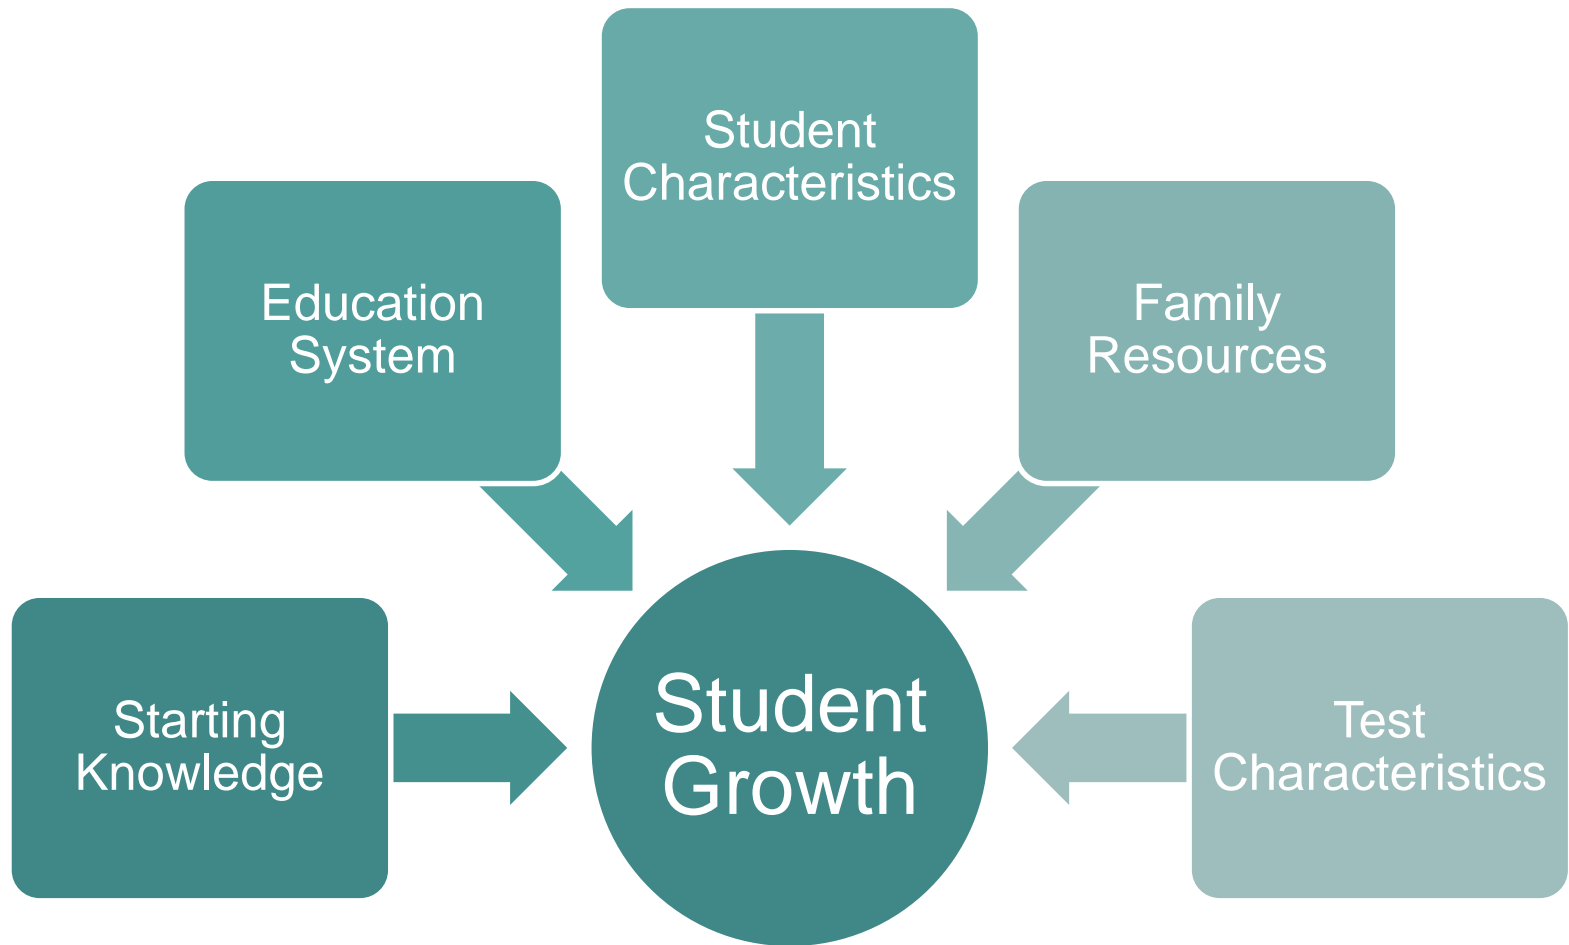 Student
Characteristics
Education
System
Family
Resources
Starting
Knowledge
Student
Growth
Test
Characteristics